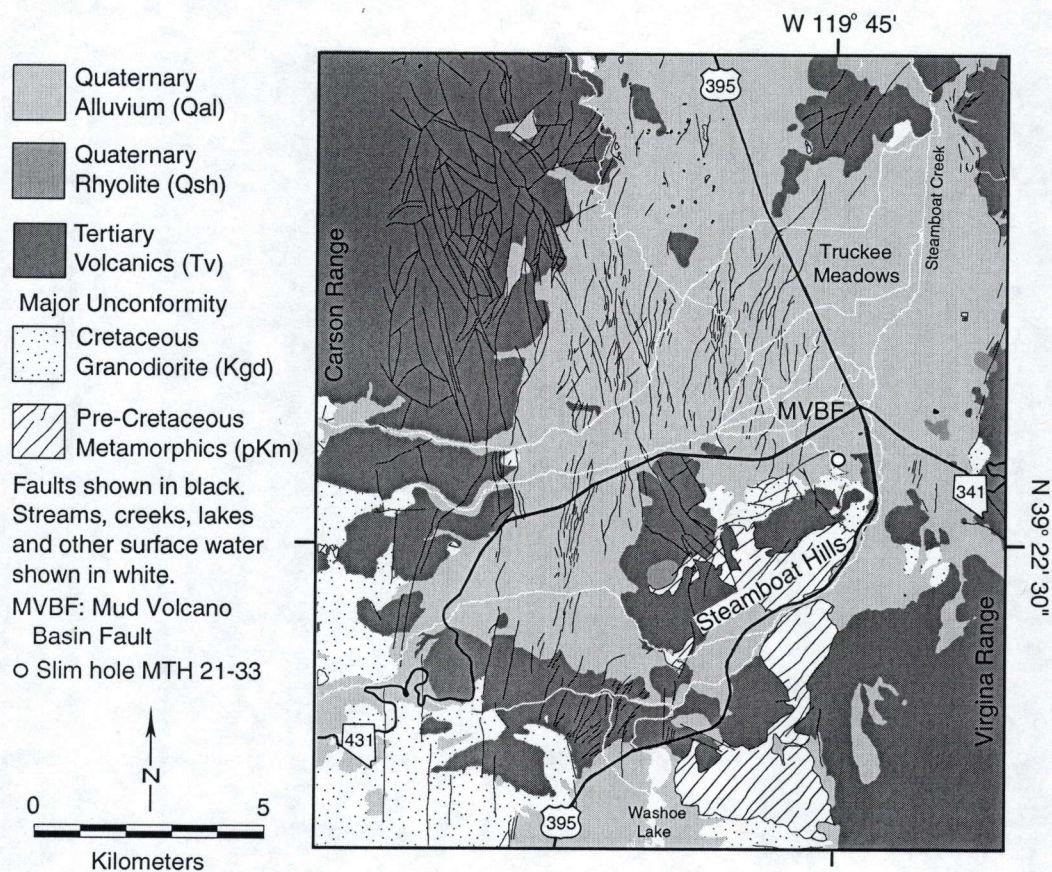 W 119° 45'
Quaternary
Alluvium (Qal)
Quaternary
Rhyolite (Qsh)
Tertiary
Volcanics (Tv)
Major Unconformity
Cretaceous
Granodiorite (Kgd)
Pre-Cretaceous
Metamorphics (pKm)
Faults shown in black.
Streams, creeks, lakes
and other surface water
shown in white.
MVBF: Mud Volcano
Basin Fault
Slim hole MTH 21-33
N
0 5
Kilometers
395
Carson Range
Truckee
Meadows
Steamboat Creek
MVBF
341
N 39° 22' 30"
Steamboat Hills
Virgina Range
431
395
Washoe
Lake